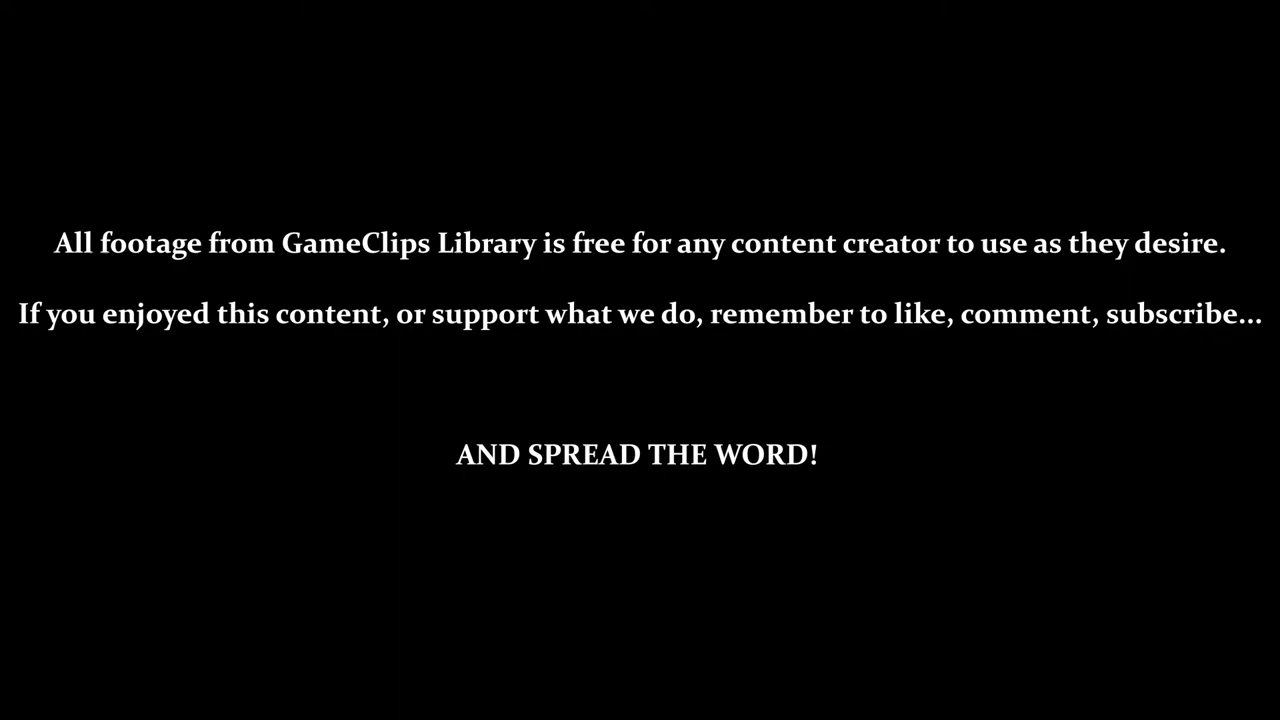 All footage from GameClips Library is free for any content creator to use as they desire.
If you enjoyed this content, or support what we do, remember to like, comment, subscribe...
AND SPREAD THE WORD!